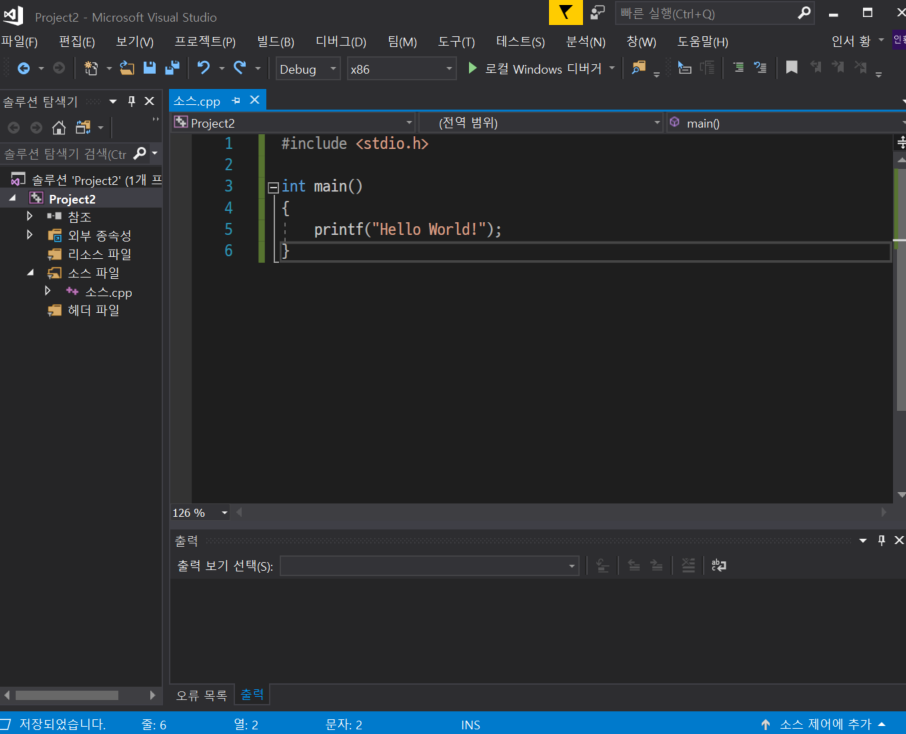 Project2 - Microsoft Visual Studio
빠른 실행(Ctrl+Q)
파일(F) 편집(E) 보기(V) 프로젝트(P) 빌드(B) 디버그(D) 팀(M) 도구(T) 테스트(S) 분석(N) 창(W) 도움말(H) 인서 황
Debug x86 로컬 Windows 디버거
솔루션 탐색기
솔루션 탐색기 검색(Ctr
솔루션 'Project2' (1개 프
Project2
참조
외부 종속성
리소스 파일
소스 파일
소스.cpp
헤더 파일
소스.cpp
Project2 (전역 범위) main()
1 #include <stdio.h>
2
3 int main()
4 {
5 printf("Hello World!");
6 }
126 %
출력
출력 보기 선택(S):
오류 목록 출력
저장되었습니다. 줄: 6 열: 2 문자: 2 INS 소스 제어에 추가